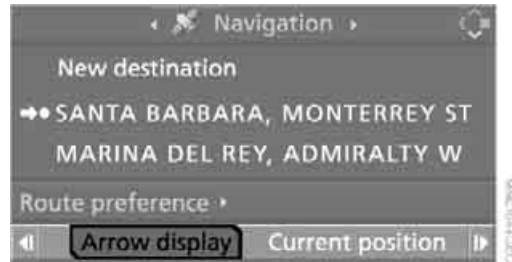 Navigation
New destination
SANTA BARBARA, MONTERREY ST
MARINA DEL REY, ADMIRALTY W
Route preference
Arrow display Current position